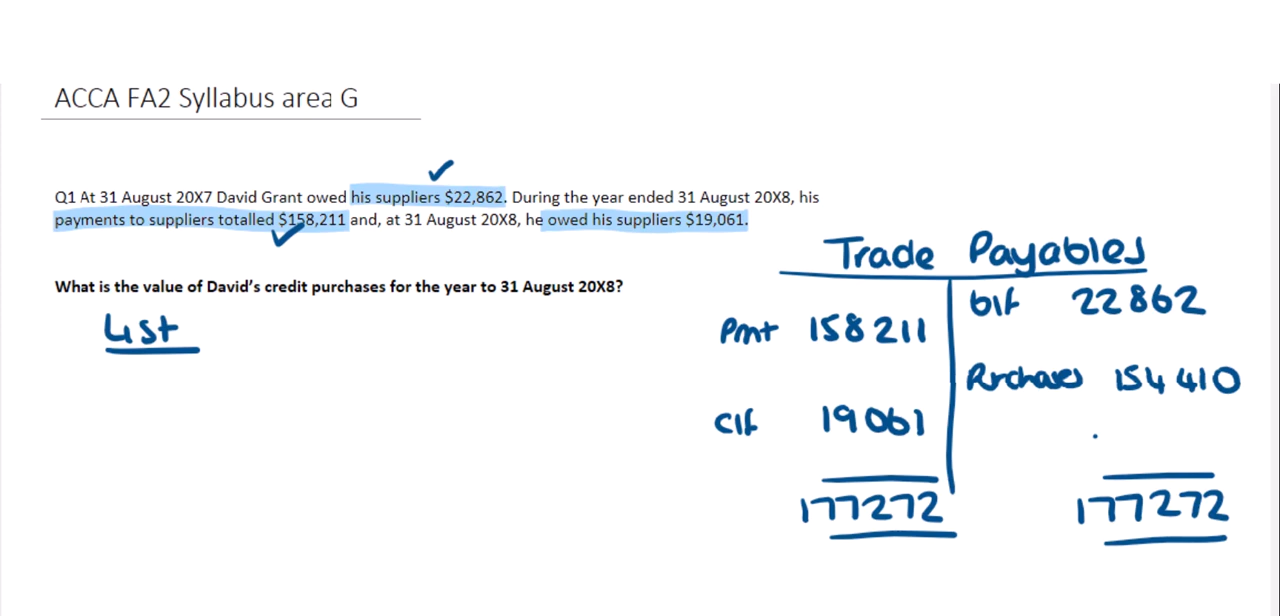 ACCA FA2 Syllabus area G
Q1 At 31 August 20X7 David Grant owed his suppliers $22,862. During the year ended 31 August 20X8, his
payments to suppliers totalled $158,211 and, at 31 August 20X8, he owed his suppliers $19,061.
What is the value of David's credit purchases for the year to 31 August 20X8?
List
Trade Payables
b/f 22862
Pmt 158211
Purchases 154410
C/f 19061
177272 177272